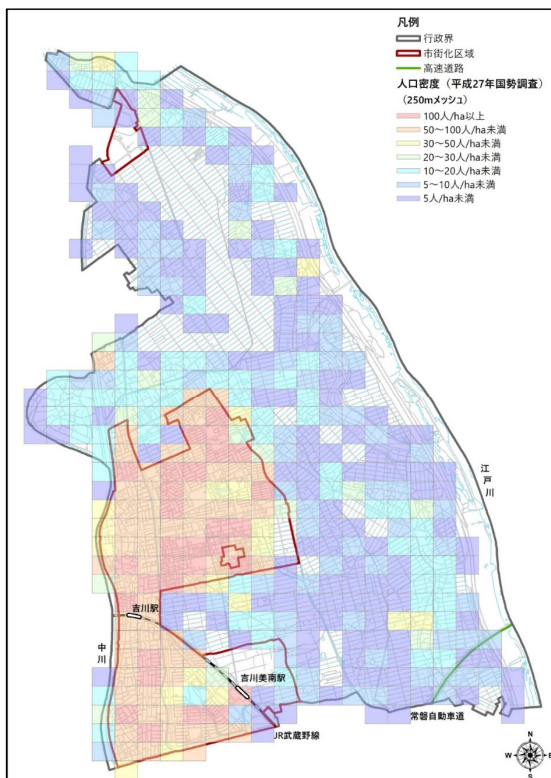 凡例
行政界
市街化区域
高速道路
人口密度（平成27年国勢調査）
（250mメッシュ）
100人/ha以上
50～100人/ha未満
30～50人/ha未満
20～30人/ha未満
10～20人/ha未満
5～10人/ha未満
5人/ha未満
江戸川
吉川駅
中川
吉川美南駅
JR武蔵野線
常磐自動車道
N
W
E
S